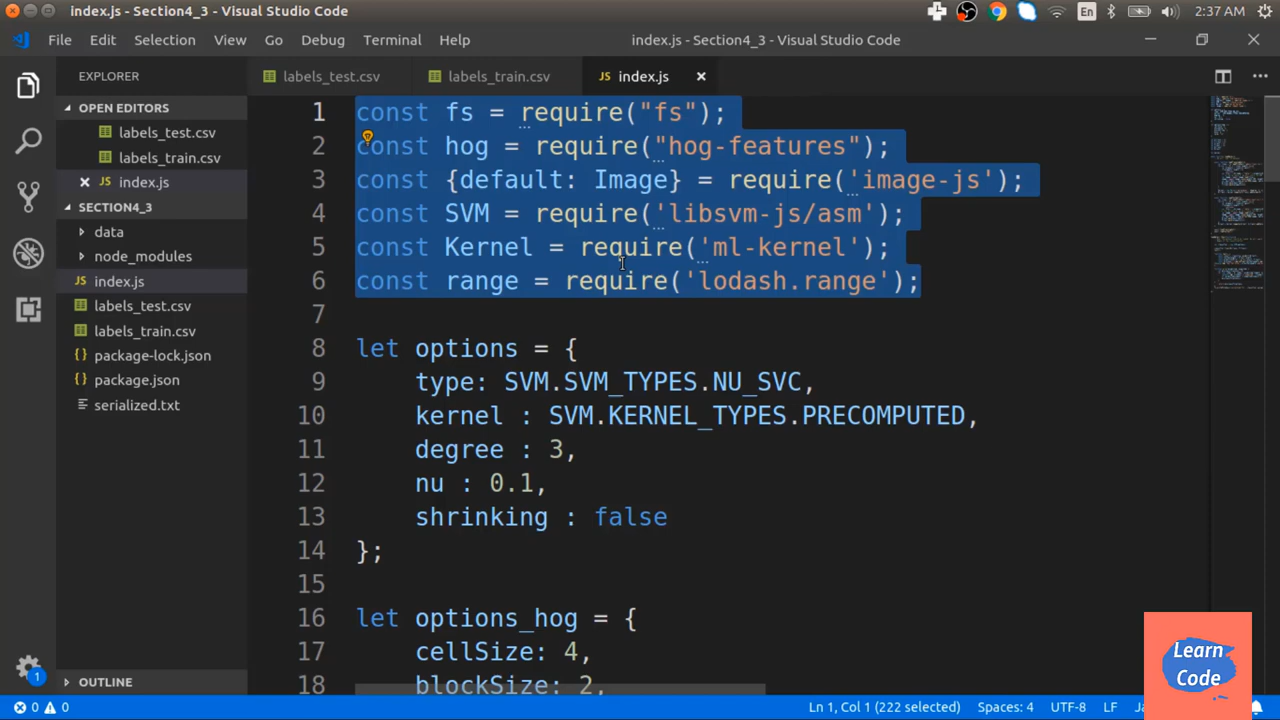 index.js - Section4_3 - Visual Studio Code
En
2:37 AM
File Edit Selection View Go Debug Terminal Help
index.js - Section4_3 - Visual Studio Code
EXPLORER
labels_test.csv
labels_train.csv
JS index.js
OPEN EDITORS
labels_test.csv
labels_train.csv
JS index.js
SECTION4_3
data
node_modules
JS index.js
labels_test.csv
labels_train.csv
{} package-lock.json
{} package.json
serialized.txt
OUTLINE
1 const fs = require("fs");
2 const hog = require("hog-features");
3 const {default: Image} = require('image-js');
4 const SVM = require('libsvm-js/asm');
5 const Kernel = require('ml-kernel');
6 const range = require('lodash.range');
7
8 let options = {
9 type: SVM.SVM_TYPES.NU_SVC,
10 kernel : SVM.KERNEL_TYPES.PRECOMPUTED,
11 degree : 3,
12 nu : 0.1,
13 shrinking : false
14 };
15
16 let options_hog = {
17 cellSize: 4,
18 blockSize: 2,
Learn
Code
1
0 0
Ln 1, Col 1 (222 selected)
Spaces: 4
UTF-8
LF